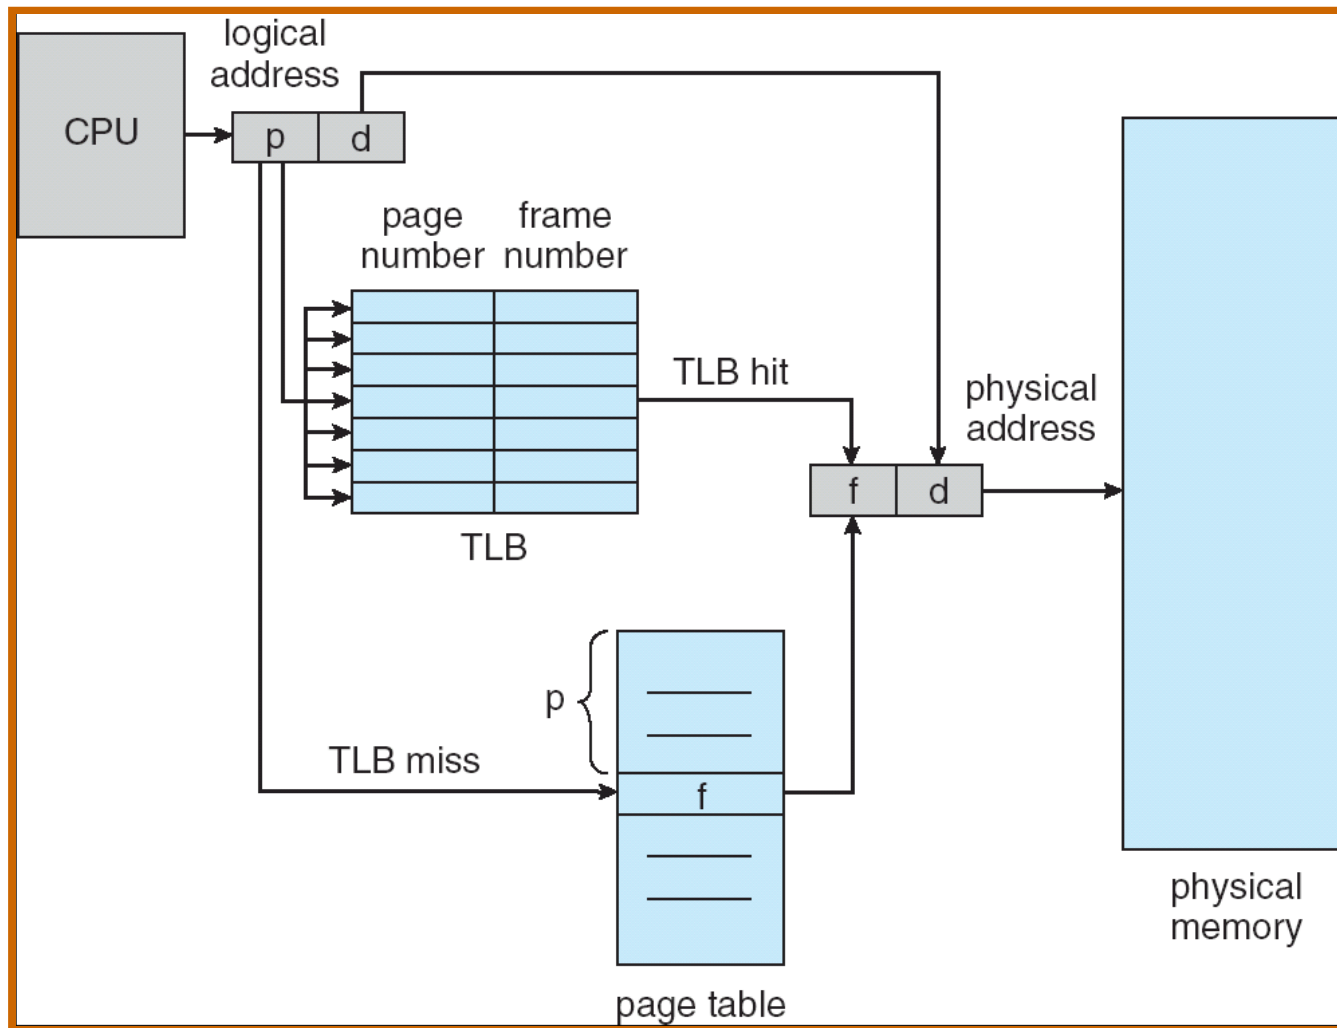 logical
address
CPU
p
d
page
number
frame
number
TLB hit
physical
address
f
d
TLB
p
TLB miss
f
physical
memory
page table